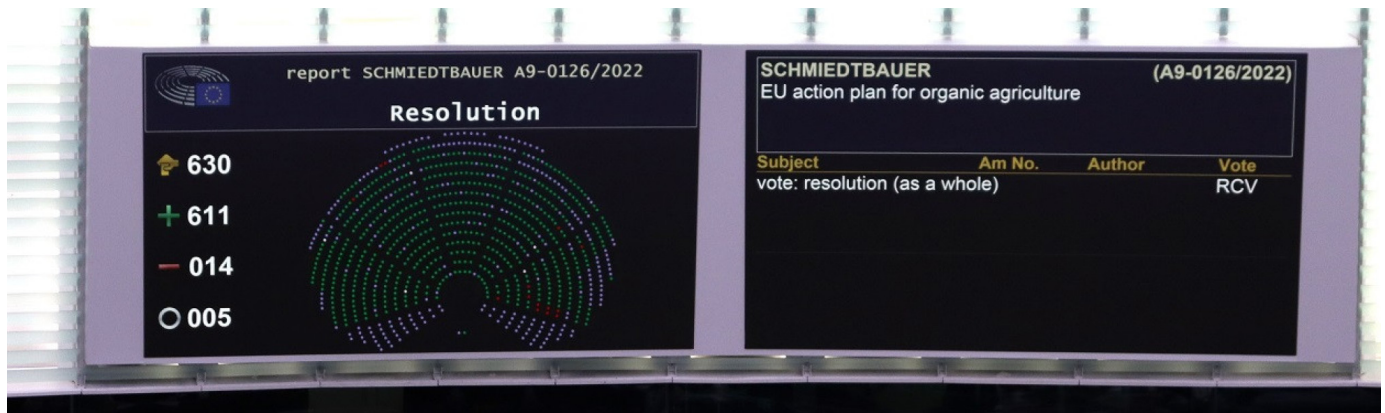 report SCHMIEDTBAUER A9-0126/2022
Resolution
630
+ 611
- 014
005
SCHMIEDTBAUER (A9-0126/2022)
EU action plan for organic agriculture
Subject Am No. Author Vote
vote: resolution (as a whole) RCV